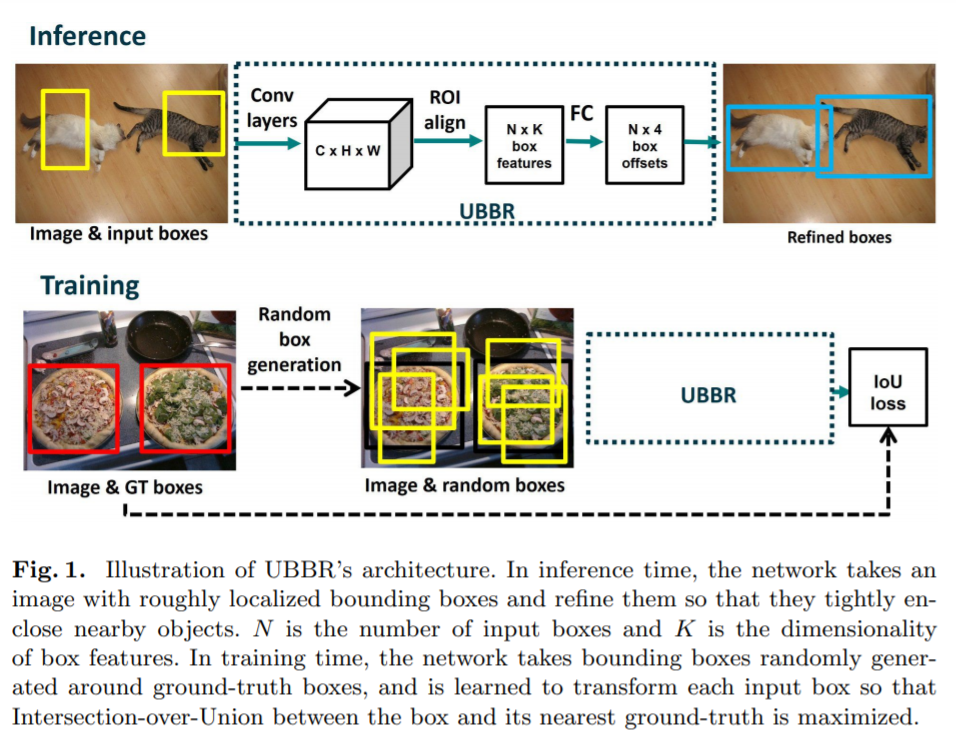 Inference
Conv
layers
C x H x W
ROI
align
N x K
box
features
FC
N x 4
box
offsets
UBBR
Image & input boxes
Refined boxes
Training
Random
box
generation
UBBR
IoU
loss
Image & GT boxes
Image & random boxes
Fig. 1. Illustration of UBBR's architecture. In inference time, the network takes an
image with roughly localized bounding boxes and refine them so that they tightly en-
close nearby objects. N is the number of input boxes and K is the dimensionality
of box features. In training time, the network takes bounding boxes randomly gener-
ated around ground-truth boxes, and is learned to transform each input box so that
Intersection-over-Union between the box and its nearest ground-truth is maximized.